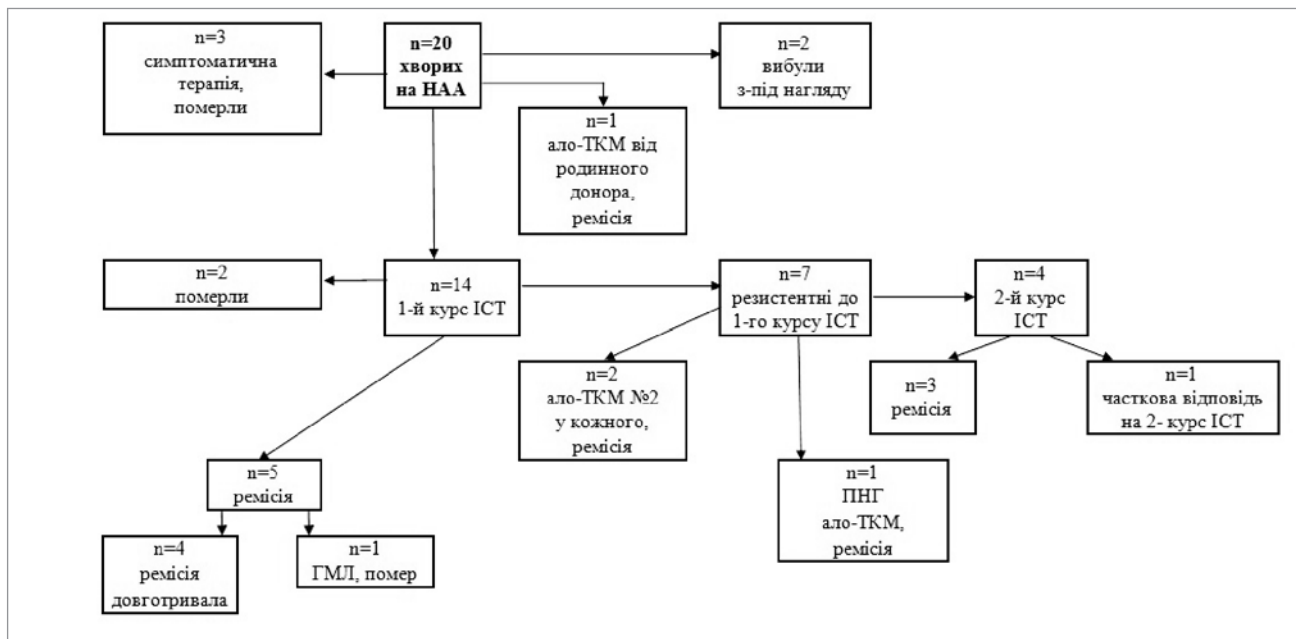 n=3
симптоматична
терапія,
померли
n=20
хворих
на НАА
n=2
вибули
з-під нагляду
n=1
ало-ТКМ від
родинного
донора,
ремісія
n=2
померли
n=14
1-й курс ІСТ
n=7
резистентні до
1-го курсу ІСТ
n=4
2-й курс
ІСТ
n=2
ало-ТКМ №2
у кожного,
ремісія
n=3
ремісія
n=1
часткова відповідь
на 2- курс ІСТ
n=5
ремісія
n=1
ПНГ
ало-ТКМ,
ремісія
n=4
ремісія
довготривала
n=1
ГМЛ, помер